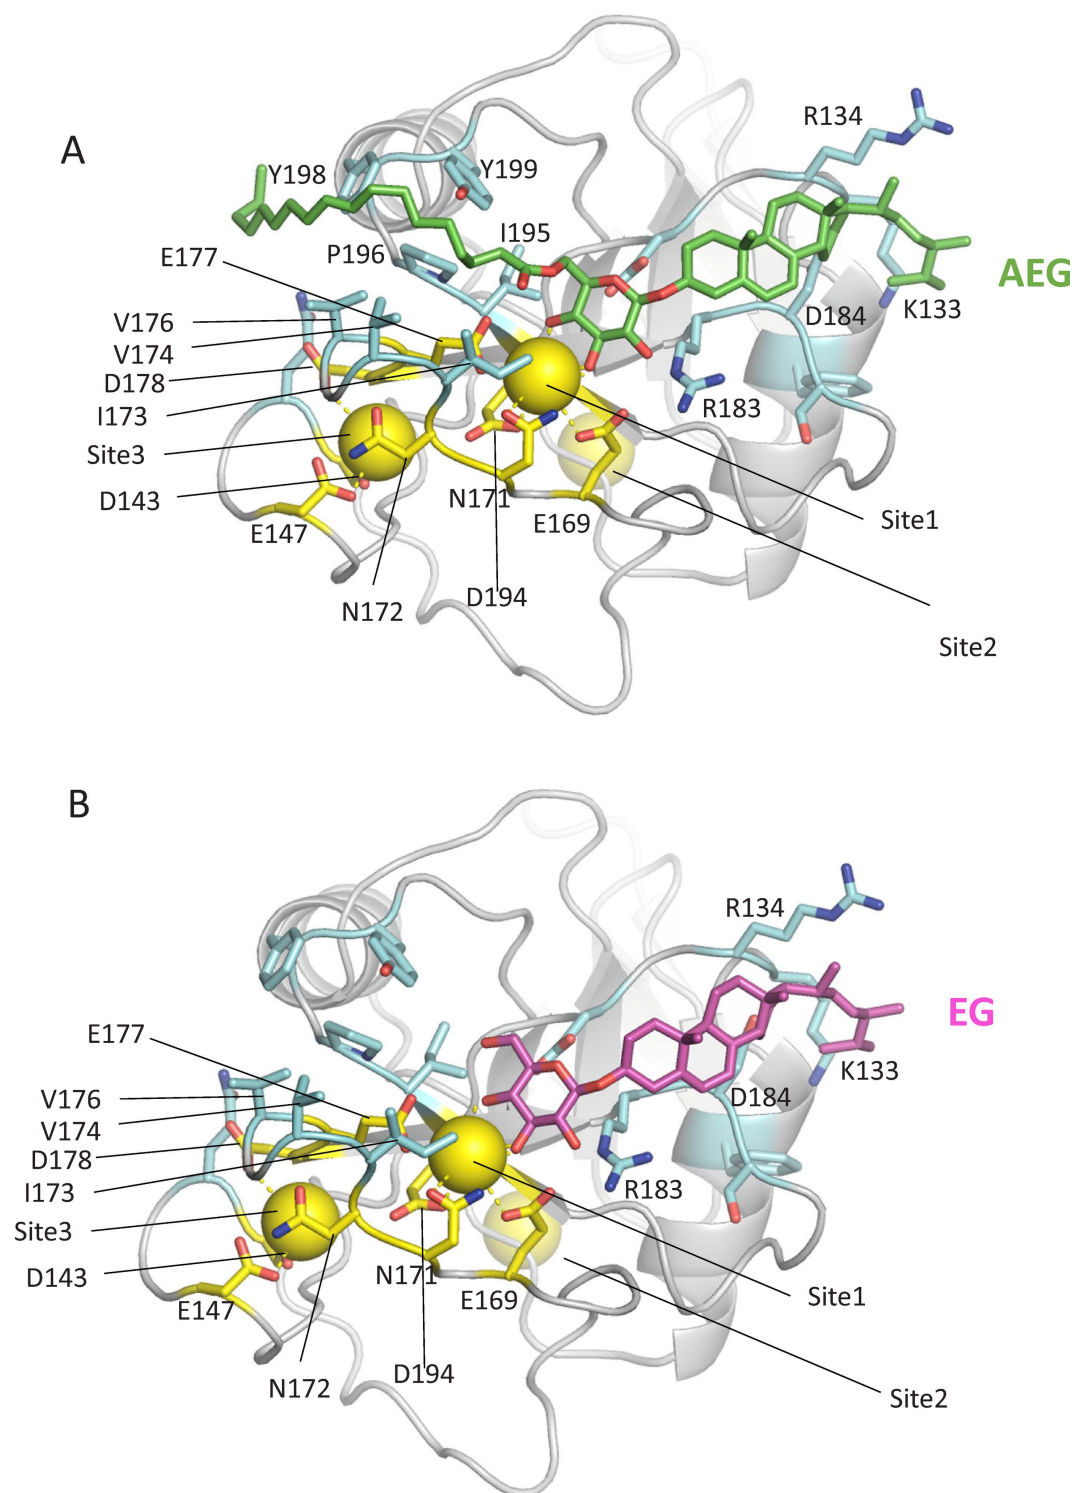 A
R134
Y198
Y199
I195
E177
P196
AEG
V176
D184
K133
V174
D178
I173
R183
Site3
D143
N171
E147
E169
Site1
D194
N172
Site2
B
R134
EG
E177
K133
V176
D184
V174
D178
I173
R183
Site3
D143
N171
E147
E169
Site1
D194
N172
Site2